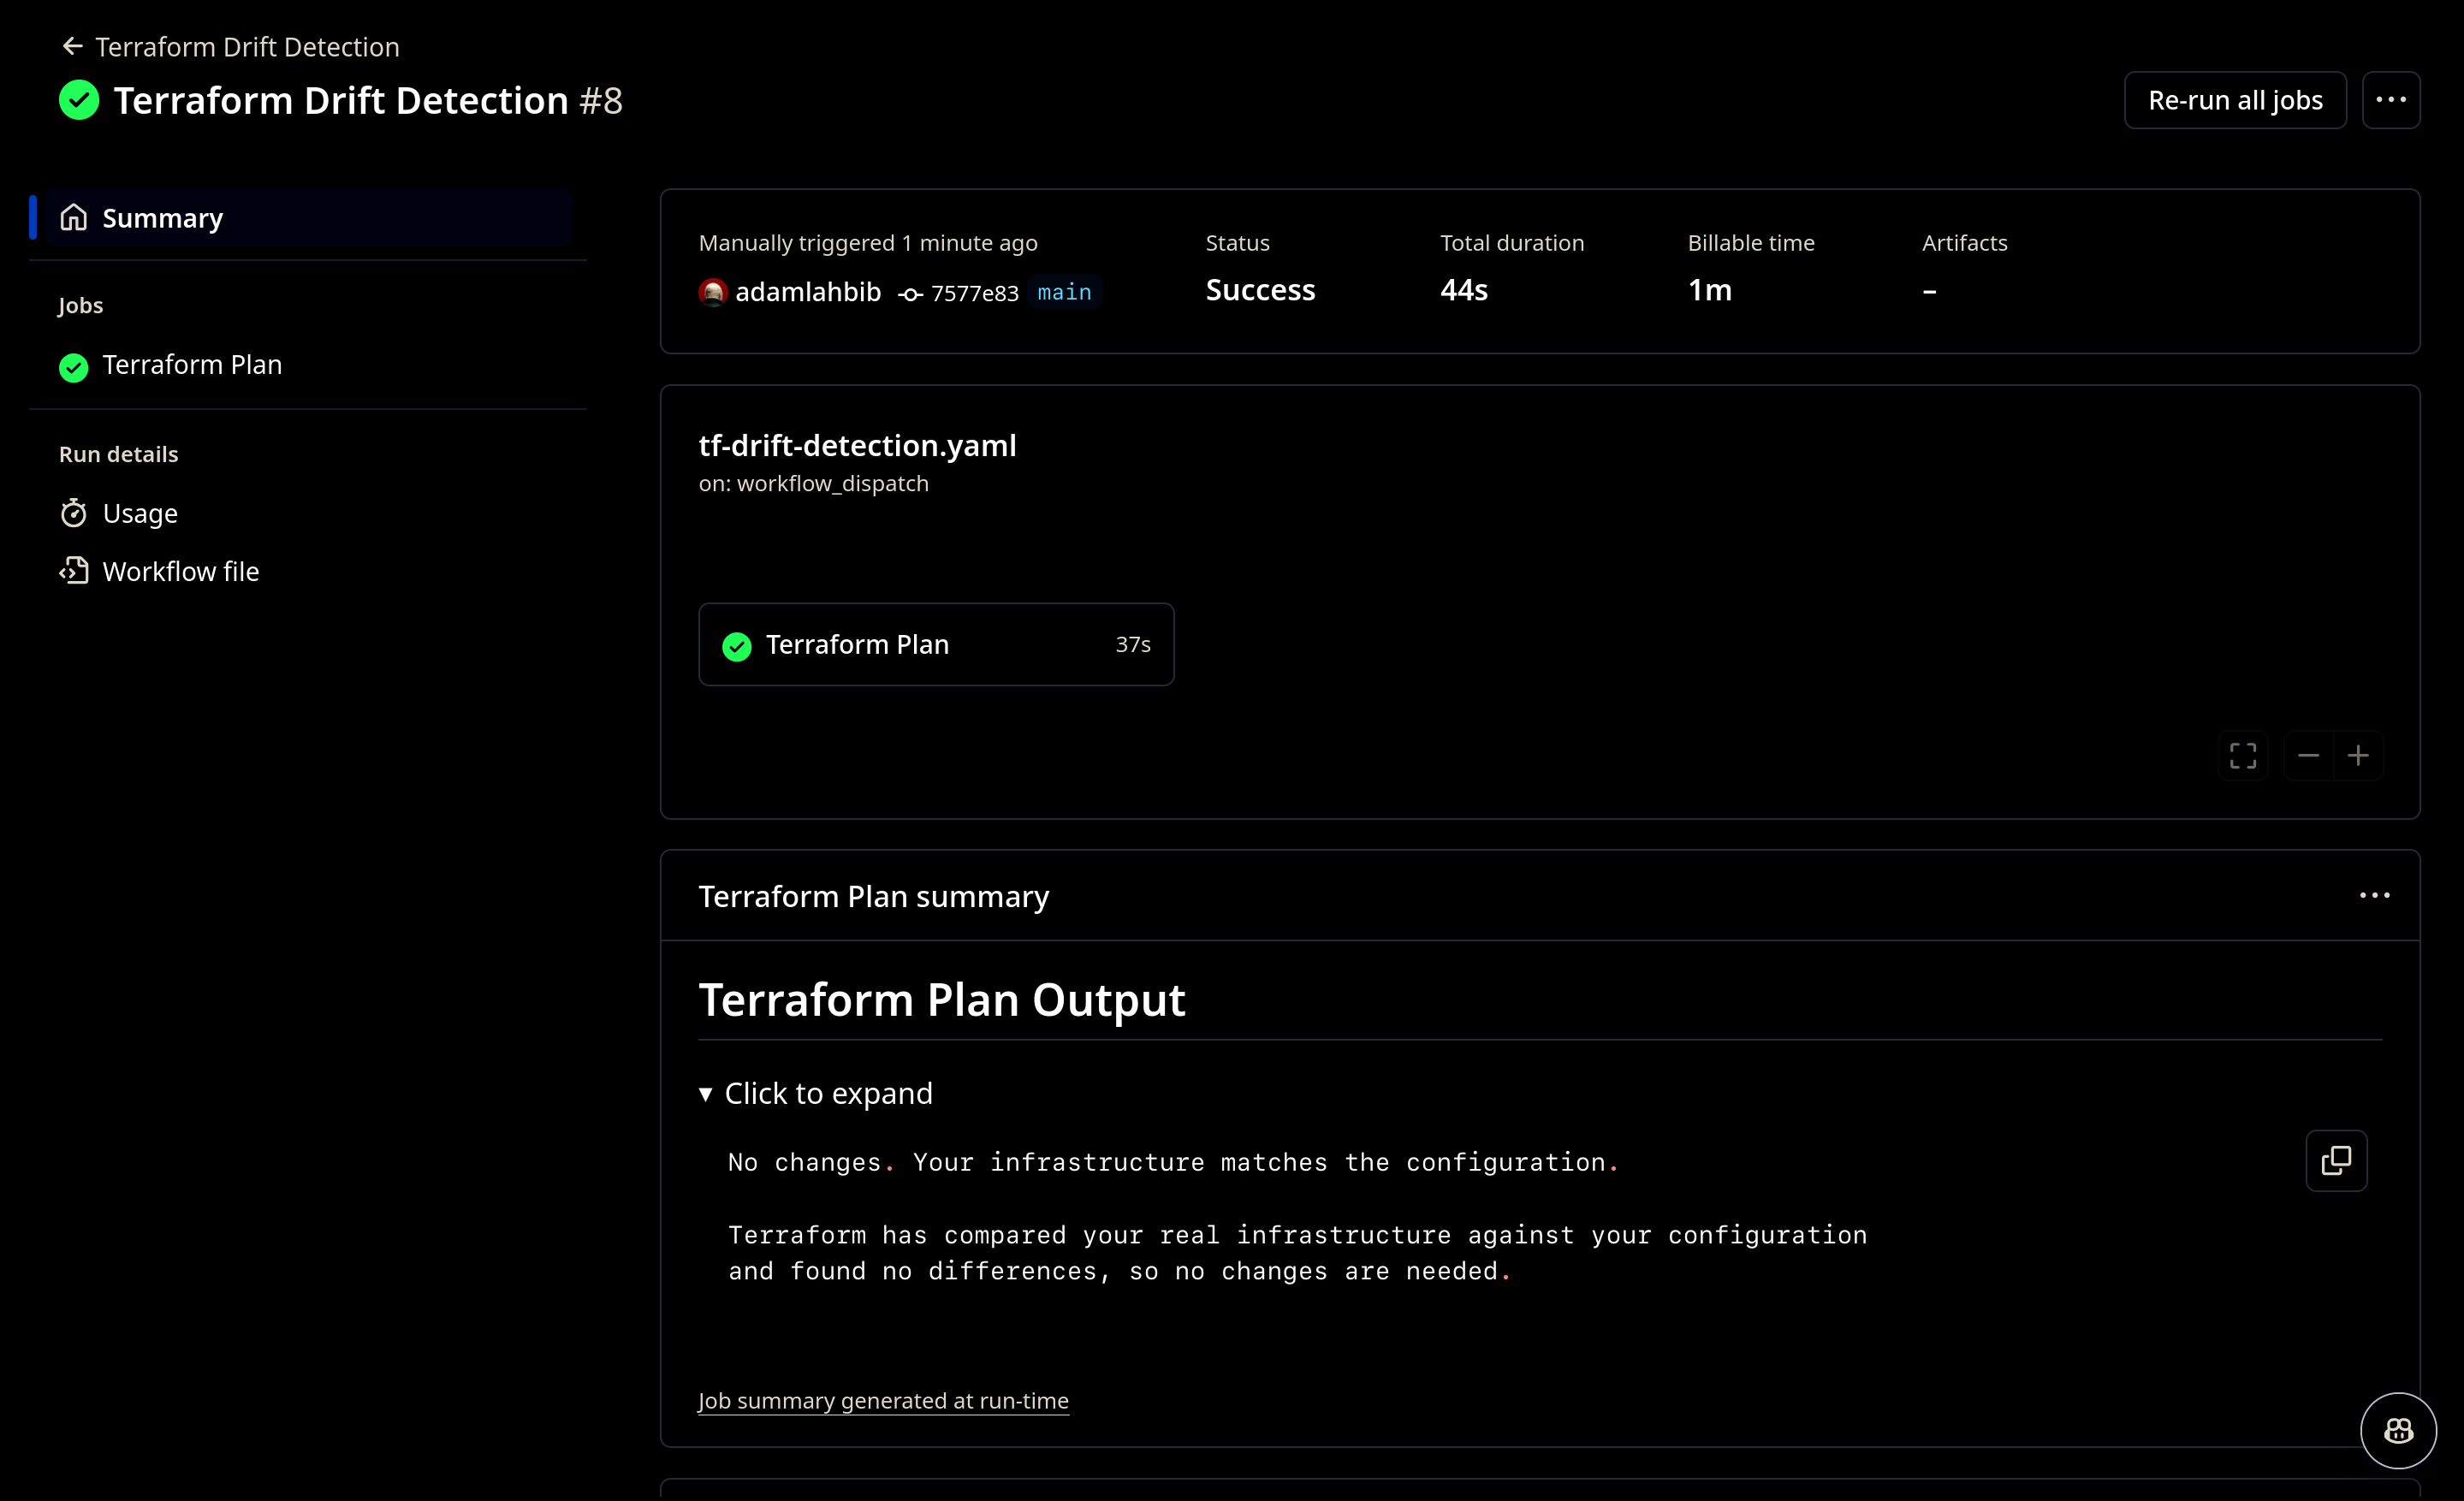 Terraform Drift Detection
Terraform Drift Detection #8
Re-run all jobs
Summary
Jobs
Terraform Plan
Run details
Usage
Workflow file
Manually triggered 1 minute ago
adamlahbib 7577e83 main
Status
Success
Total duration
44s
Billable time
1m
Artifacts
–
tf-drift-detection.yaml
on: workflow_dispatch
Terraform Plan 37s
Terraform Plan summary
Terraform Plan Output
Click to expand
No changes. Your infrastructure matches the configuration.
Terraform has compared your real infrastructure against your configuration
and found no differences, so no changes are needed.
Job summary generated at run-time